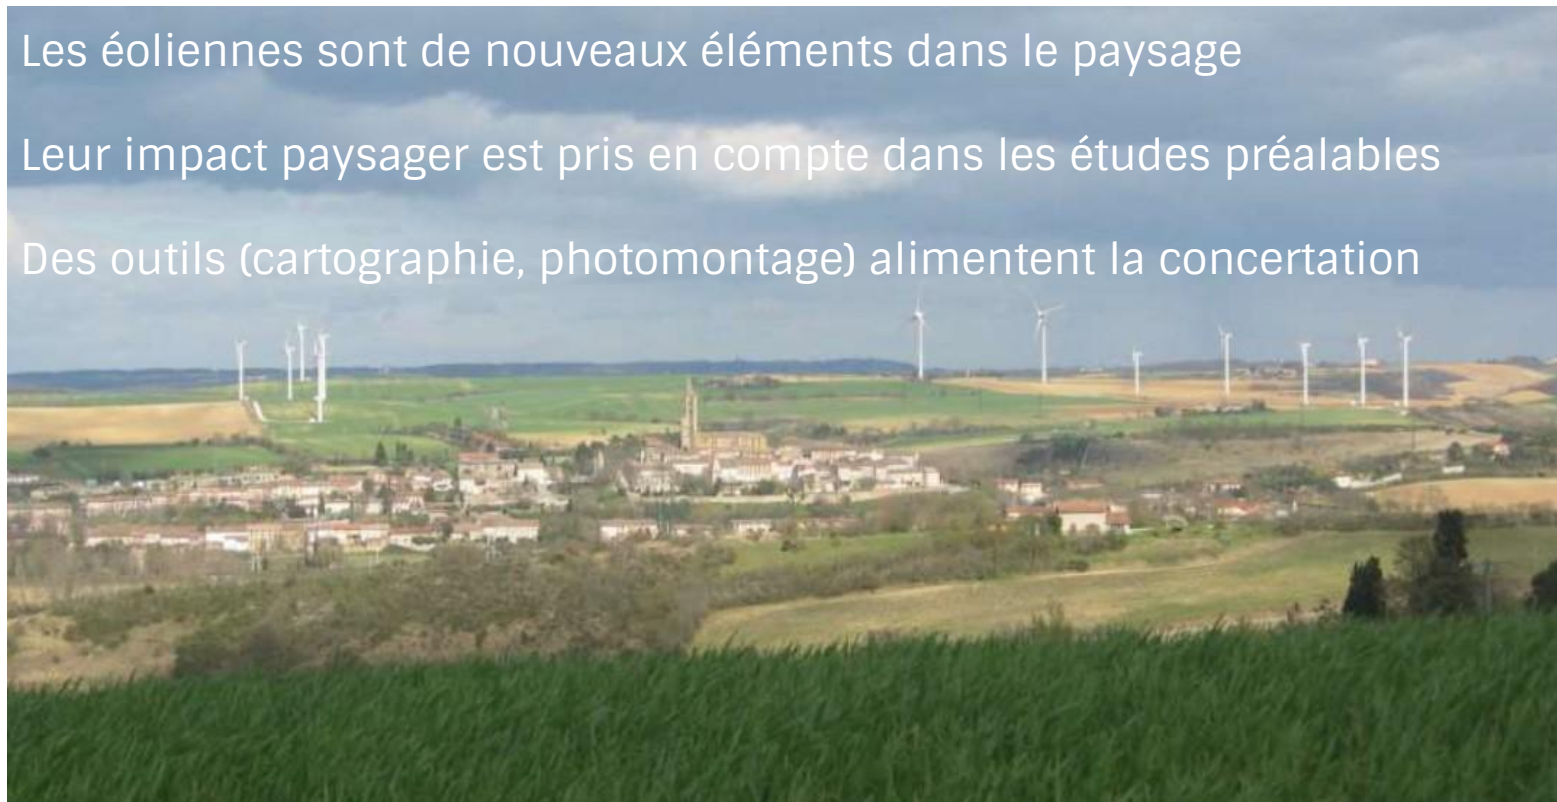 Les éoliennes sont de nouveaux éléments dans le paysage
Leur impact paysager est pris en compte dans les études préalables
Des outils (cartographie, photomontage) alimentent la concertation